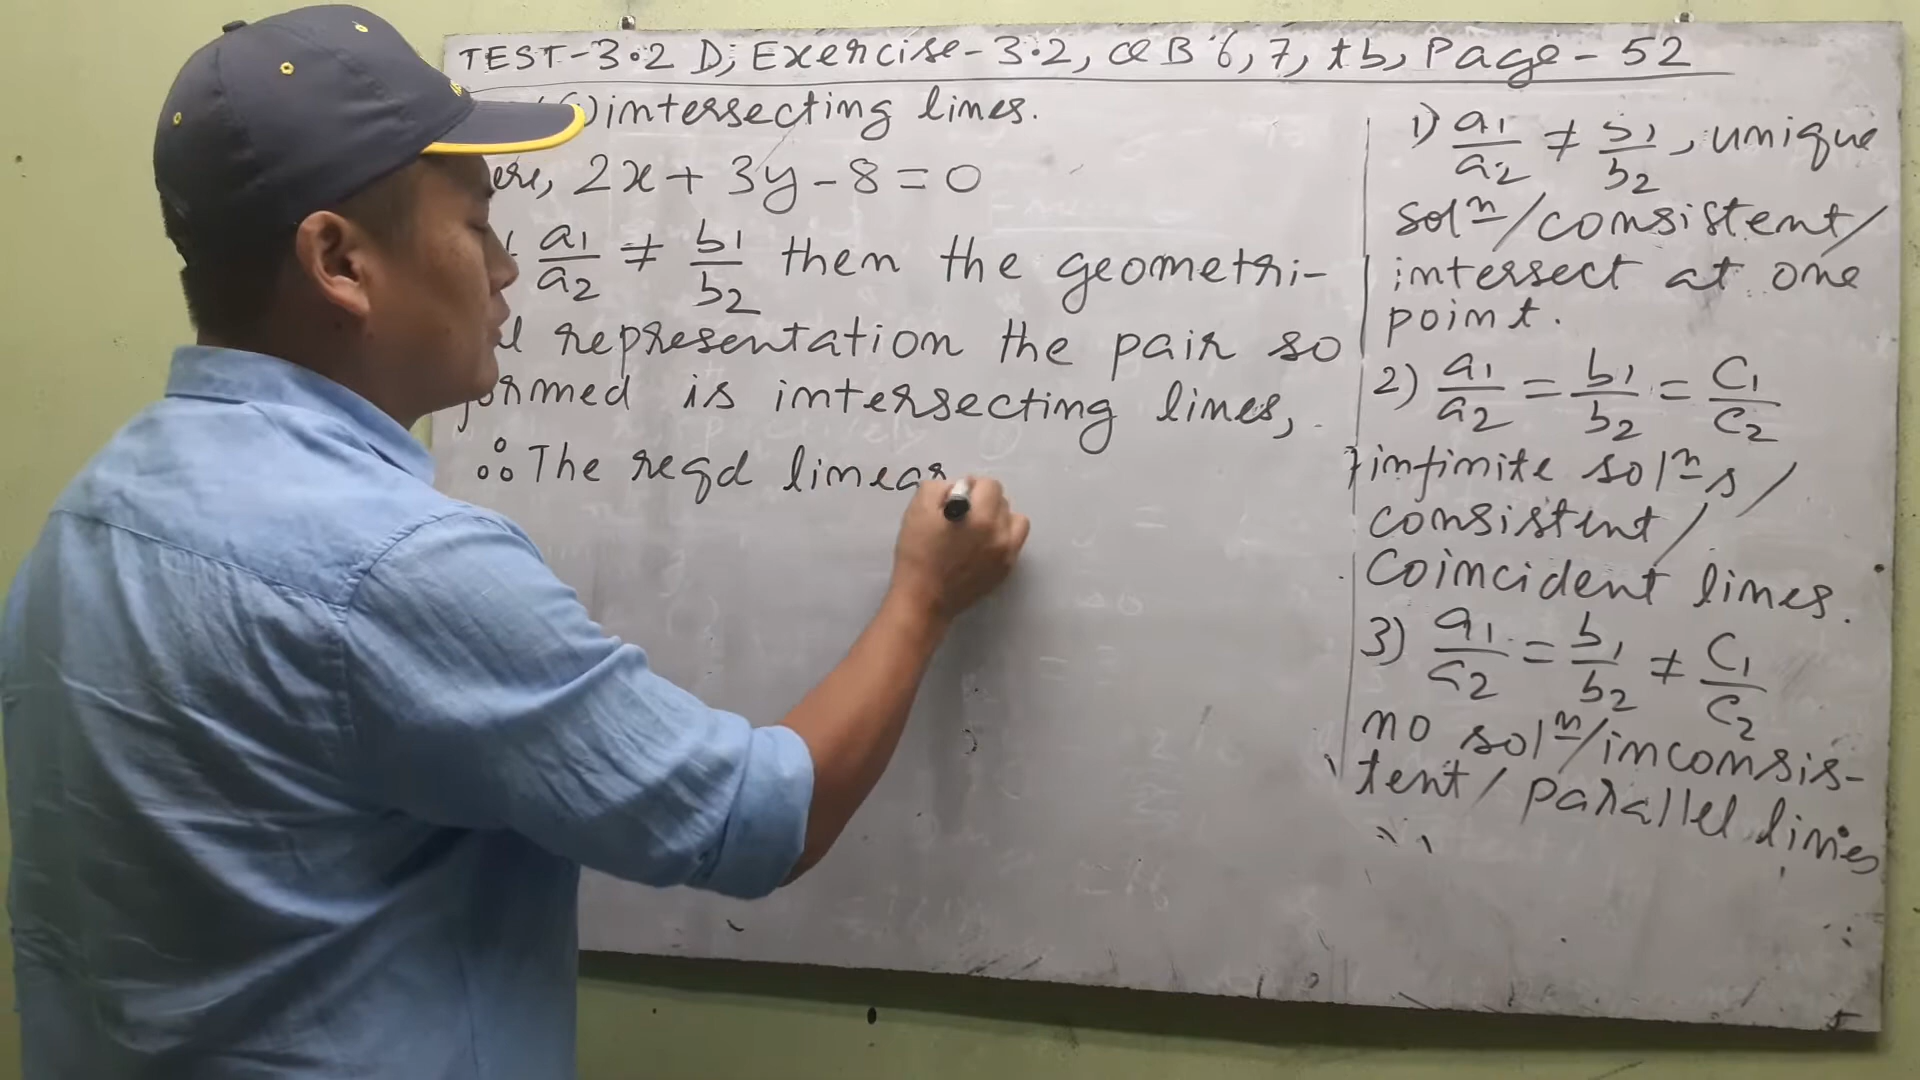 TEST-3.2 D; Exercise-3.2, QB 6, 7, tb, Page-52
intersecting lines.
2x + 3y - 8 = 0
a1/a2 ≠ b1/b2 then the geometri-
representation the pair so
formed is intersecting lines,
∴ The reqd linear
1) a1/a2 ≠ b1/b2, unique
solⁿ/consistent/
intersect at one
point.
2) a1/a2 = b1/b2 = C1/C2
infinite solⁿs/
consistent/
Coincident lines.
3) a1/a2 = b1/b2 ≠ C1/C2
no solⁿ/inconsis-
tent/parallel lines